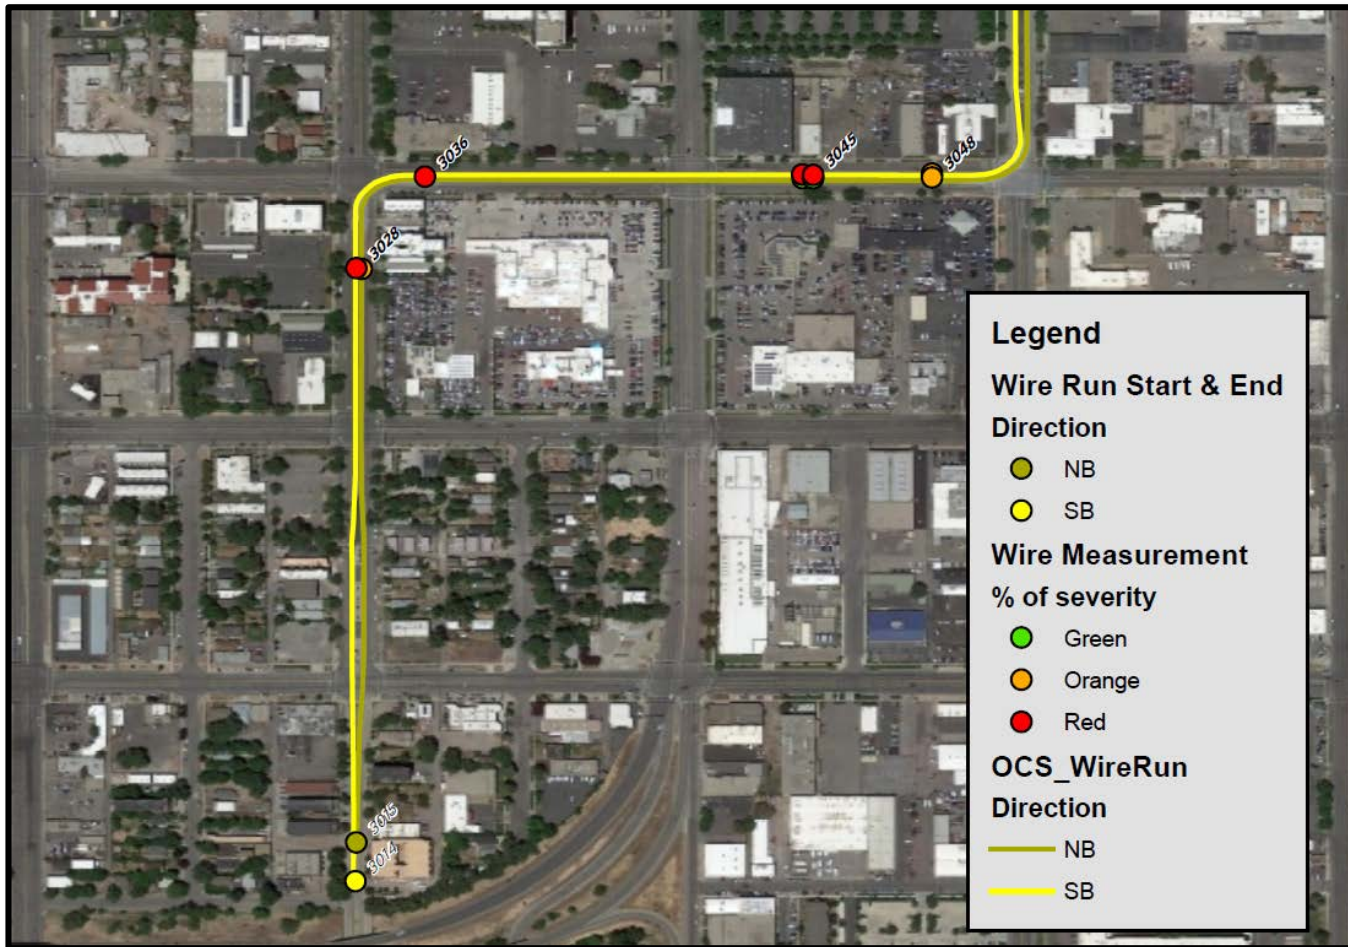 3036
3045
3048
3028
3015
3014
Legend
Wire Run Start & End
Direction
NB
SB
Wire Measurement
% of severity
Green
Orange
Red
OCS_WireRun
Direction
NB
SB